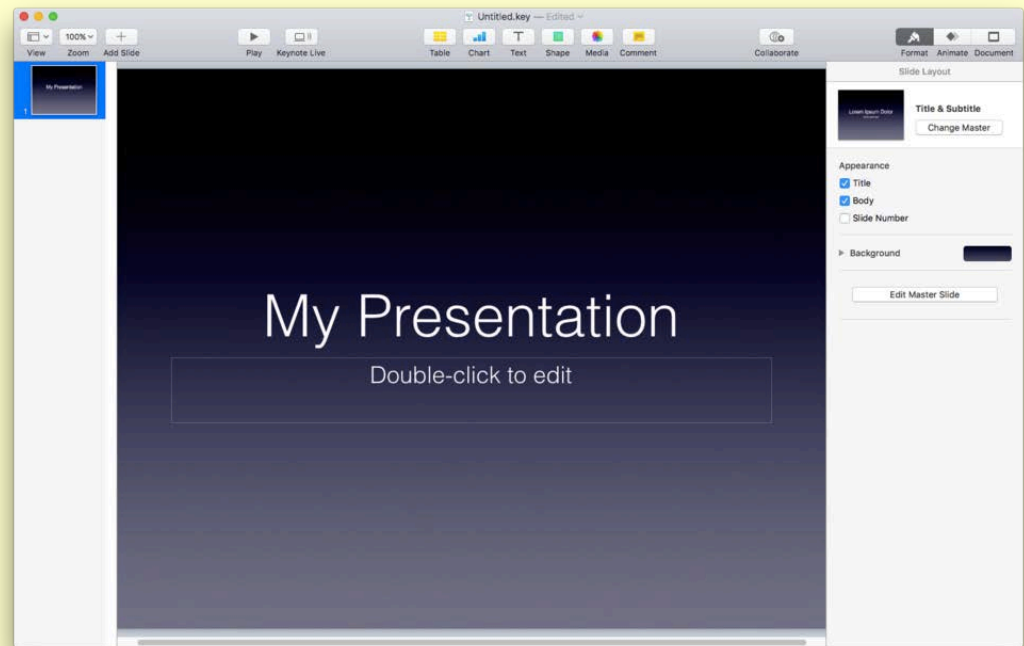 Untitled.key — Edited
100%
View Zoom Add Slide Play Keynote Live Table Chart Text Shape Media Comment Collaborate Format Animate Document
My Presentation
1
My Presentation
Double-click to edit
Slide Layout
Lorem Ipsum Dolor
Title & Subtitle
Change Master
Appearance
Title
Body
Slide Number
Background
Edit Master Slide